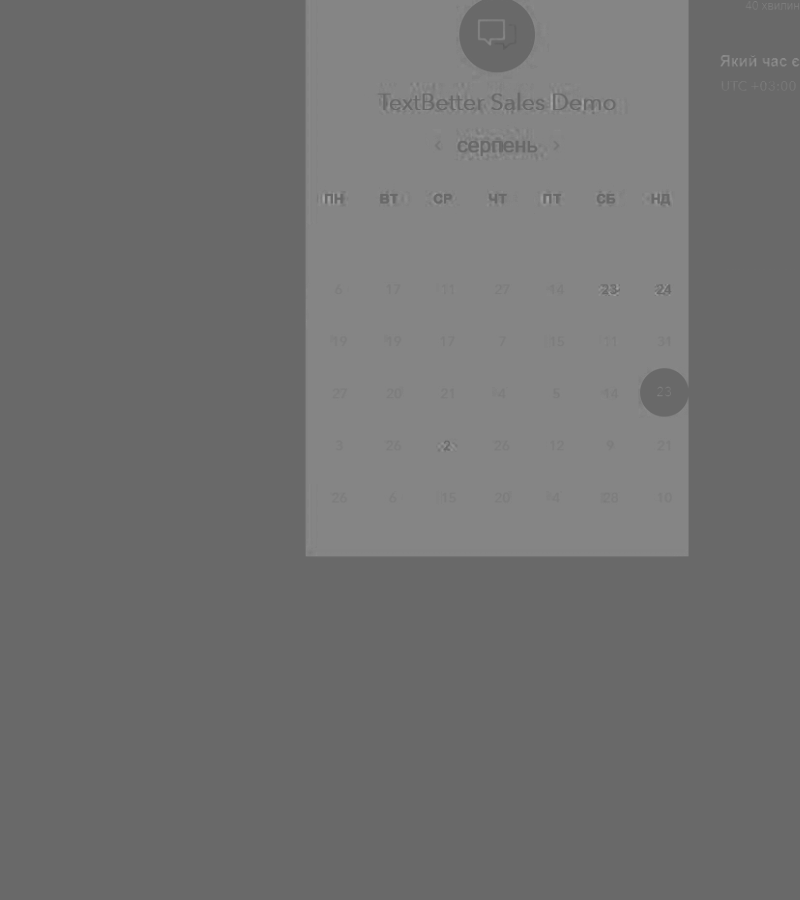 40 хвилин
Який час є
UTC +03:00
TextBetter Sales Demo
‹ серпень ›
ПН ВТ СР ЧТ ПТ СБ НД
6 17 11 27 14 23 24
19 19 17 7 15 11 31
27 20 21 4 5 14 23
3 26 2 26 12 9 21
26 6 15 20 4 28 10